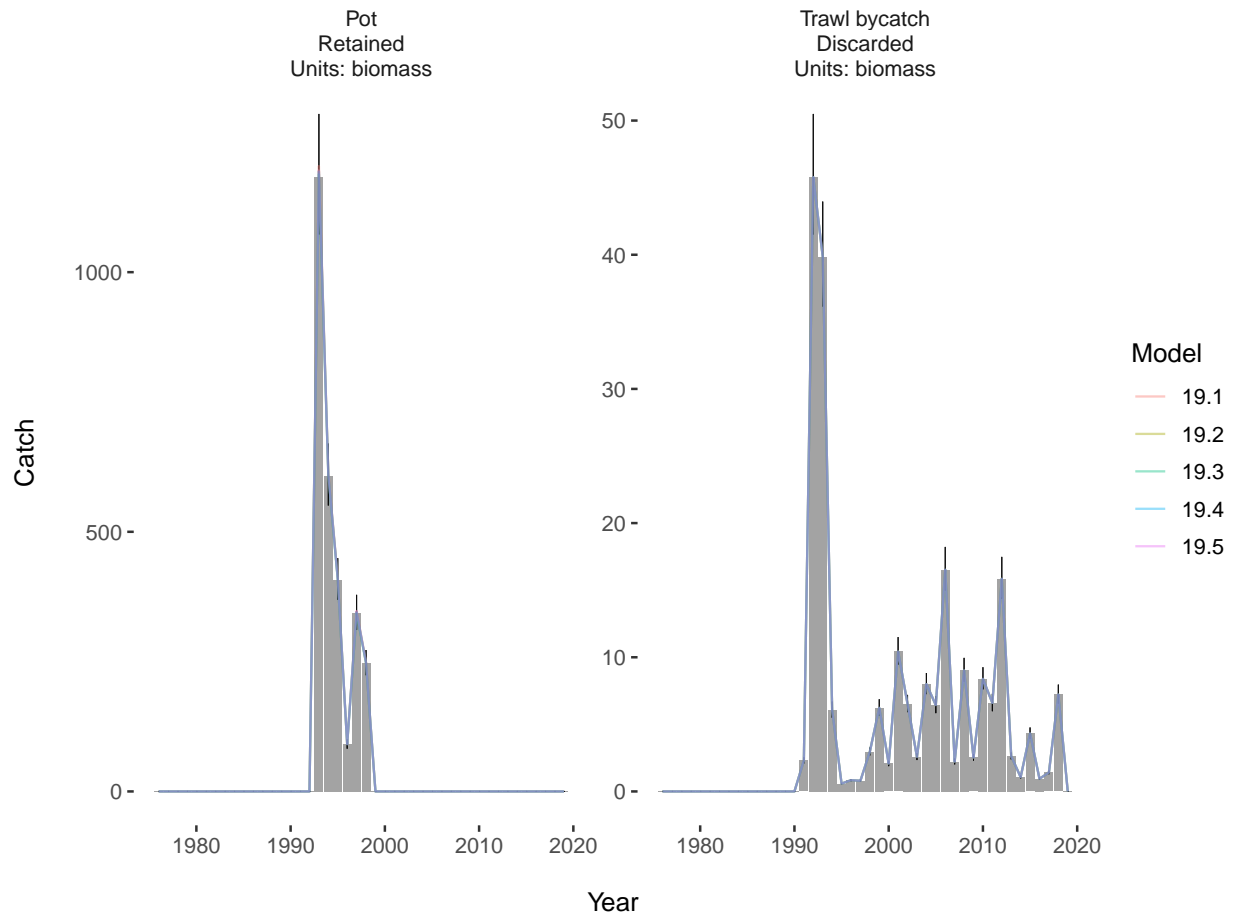 Pot
Retained
Units: biomass
Trawl bycatch
Discarded
Units: biomass
1000
500
0
50
40
30
20
10
0
Catch
1980 1990 2000 2010 2020
1980 1990 2000 2010 2020
Year
Model
19.1
19.2
19.3
19.4
19.5